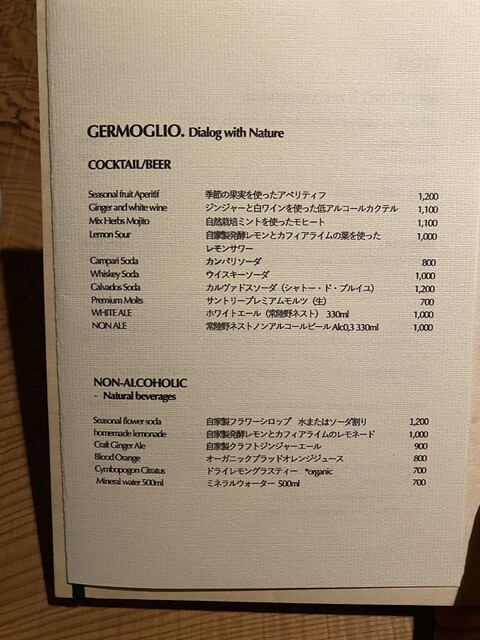 GERMOGLIO. Dialog with Nature
COCKTAIL/BEER
Seasonal fruit Aperitif 季節の果実を使ったアペリティフ 1,200
Ginger and white wine ジンジャーと白ワインを使った低アルコールカクテル 1,100
Mix Herbs Mojito 自然栽培ミントを使ったモヒート 1,100
Lemon Sour 自家製発酵レモンとカフィアライムの葉を使った 1,000
レモンサワー
Campari Soda カンパリソーダ 800
Whiskey Soda ウイスキーソーダ 1,000
Calvados Soda カルヴァドスソーダ（シャトー・ド・ブルイユ） 1,200
Premium Molts サントリープレミアムモルツ（生） 700
WHITE ALE ホワイトエール（常陸野ネスト） 330ml 1,000
NON ALE 常陸野ネストノンアルコールビール Alc0,3 330ml 1,000
NON-ALCOHOLIC
- Natural beverages
Seasonal flower soda 自家製フラワーシロップ 水またはソーダ割り 1,200
homemade lemonade 自家製発酵レモンとカフィアライムのレモネード 1,000
Craft Ginger Ale 自家製クラフトジンジャーエール 900
Blood Orange オーガニックブラッドオレンジジュース 800
Cymbopogon Citratus ドライレモングラスティー *organic 700
Mineral water 500ml ミネラルウォーター 500ml 700